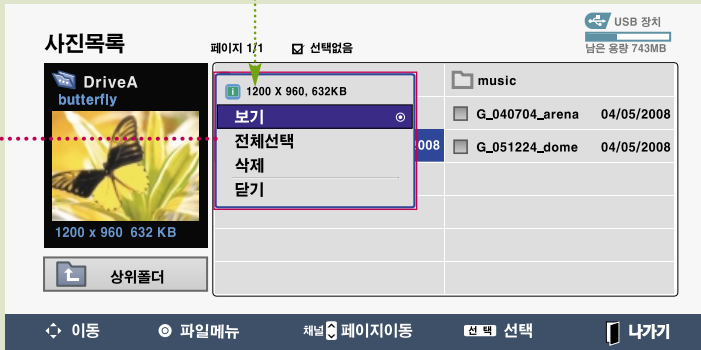 USB 장치
사진목록
페이지 1/1
선택없음
남은 용량 743MB
DriveA
butterfly
1200 x 960 632 KB
상위폴더
1200 X 960, 632KB
보기
전체선택
삭제
닫기
008
music
G_040704_arena 04/05/2008
G_051224_dome 04/05/2008
이동
파일메뉴
채널 페이지이동
선 택 선택
나가기